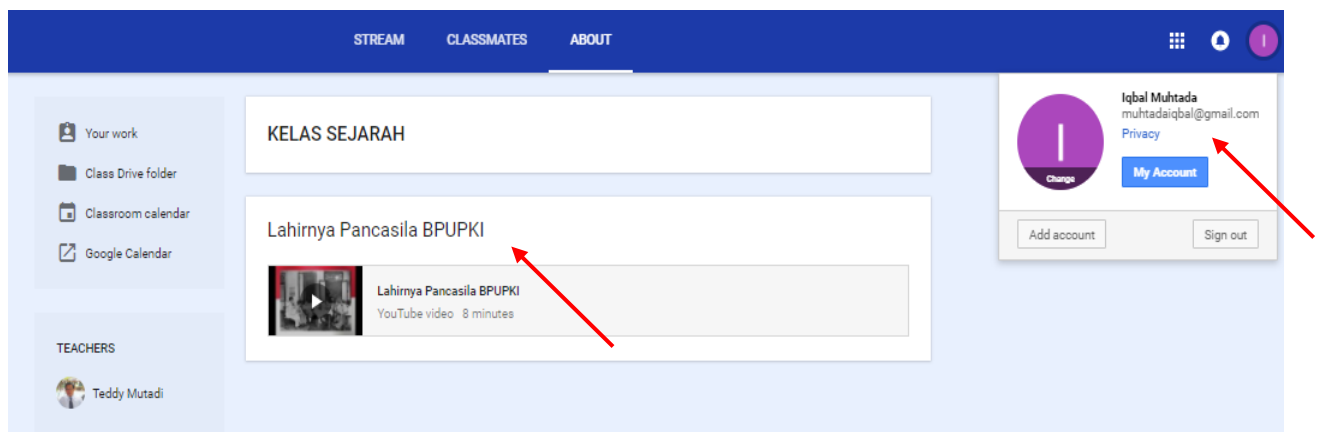 STREAM CLASSMATES ABOUT
I
Iqbal Muhtada
muhtadaiqbal@gmail.com
Privacy
I
Change
My Account
Add account Sign out
Your work
Class Drive folder
Classroom calendar
Google Calendar
KELAS SEJARAH
Lahirnya Pancasila BPUPKI
Lahirnya Pancasila BPUPKI
YouTube video 8 minutes
TEACHERS
Teddy Mutadi